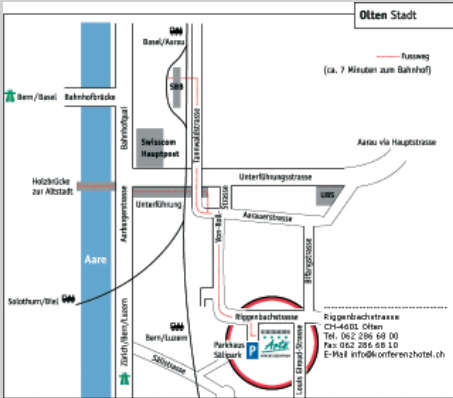 Olten Stadt
Basel/Aarau
Fussweg
(ca. 7 Minuten zum Bahnhof)
SBB
Bern/Basel
Bahnhofbrücke
Bahnhofquai
Tannwaldstrasse
Swisscom
Hauptpost
Aarau via Hauptstrasse
Unterführungsstrasse
Holzbrücke
zur Altstadt
Aarburgerstrasse
Unterführung
Von-Roll-
Strasse
UBS
Aarauerstrasse
Bifangstrasse
Aare
Solothurn/Biel
Zürich/Bern/Luzern
Bern/Luzern
Riggenbachstrasse
Parkhaus
Sälipark
P
Arte
Sälistrasse
Louis Giroud-Strasse
Riggenbachstrasse
CH-4601 Olten
Tel. 062 286 68 00
Fax 062 286 68 10
E-Mail info@konferenzhotel.ch